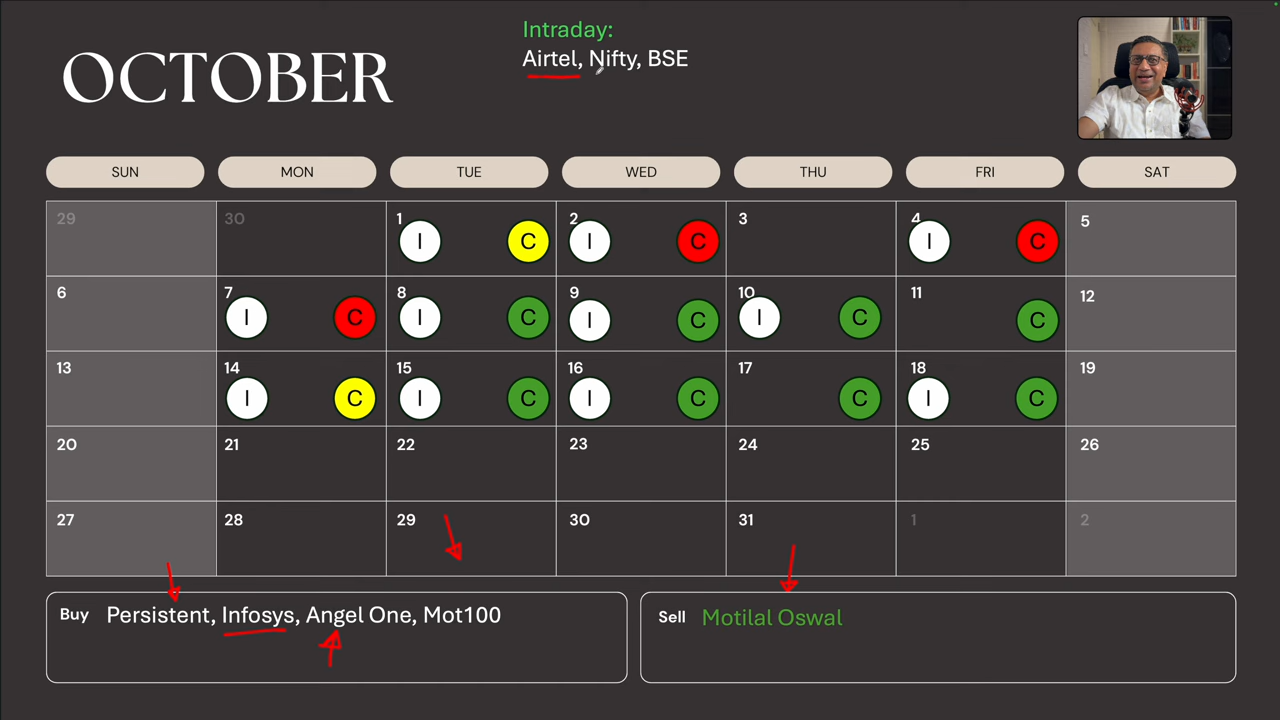 Intraday:
Airtel, Nifty, BSE
OCTOBER
SUN MON TUE WED THU FRI SAT
29 30 1 2 3 4 5
I C I C I C
6 7 8 9 10 11 12
I C I C I C I C C
13 14 15 16 17 18 19
I C I C I C C I C
20 21 22 23 24 25 26
27 28 29 30 31 1 2
Buy Persistent, Infosys, Angel One, Mot100
Sell Motilal Oswal